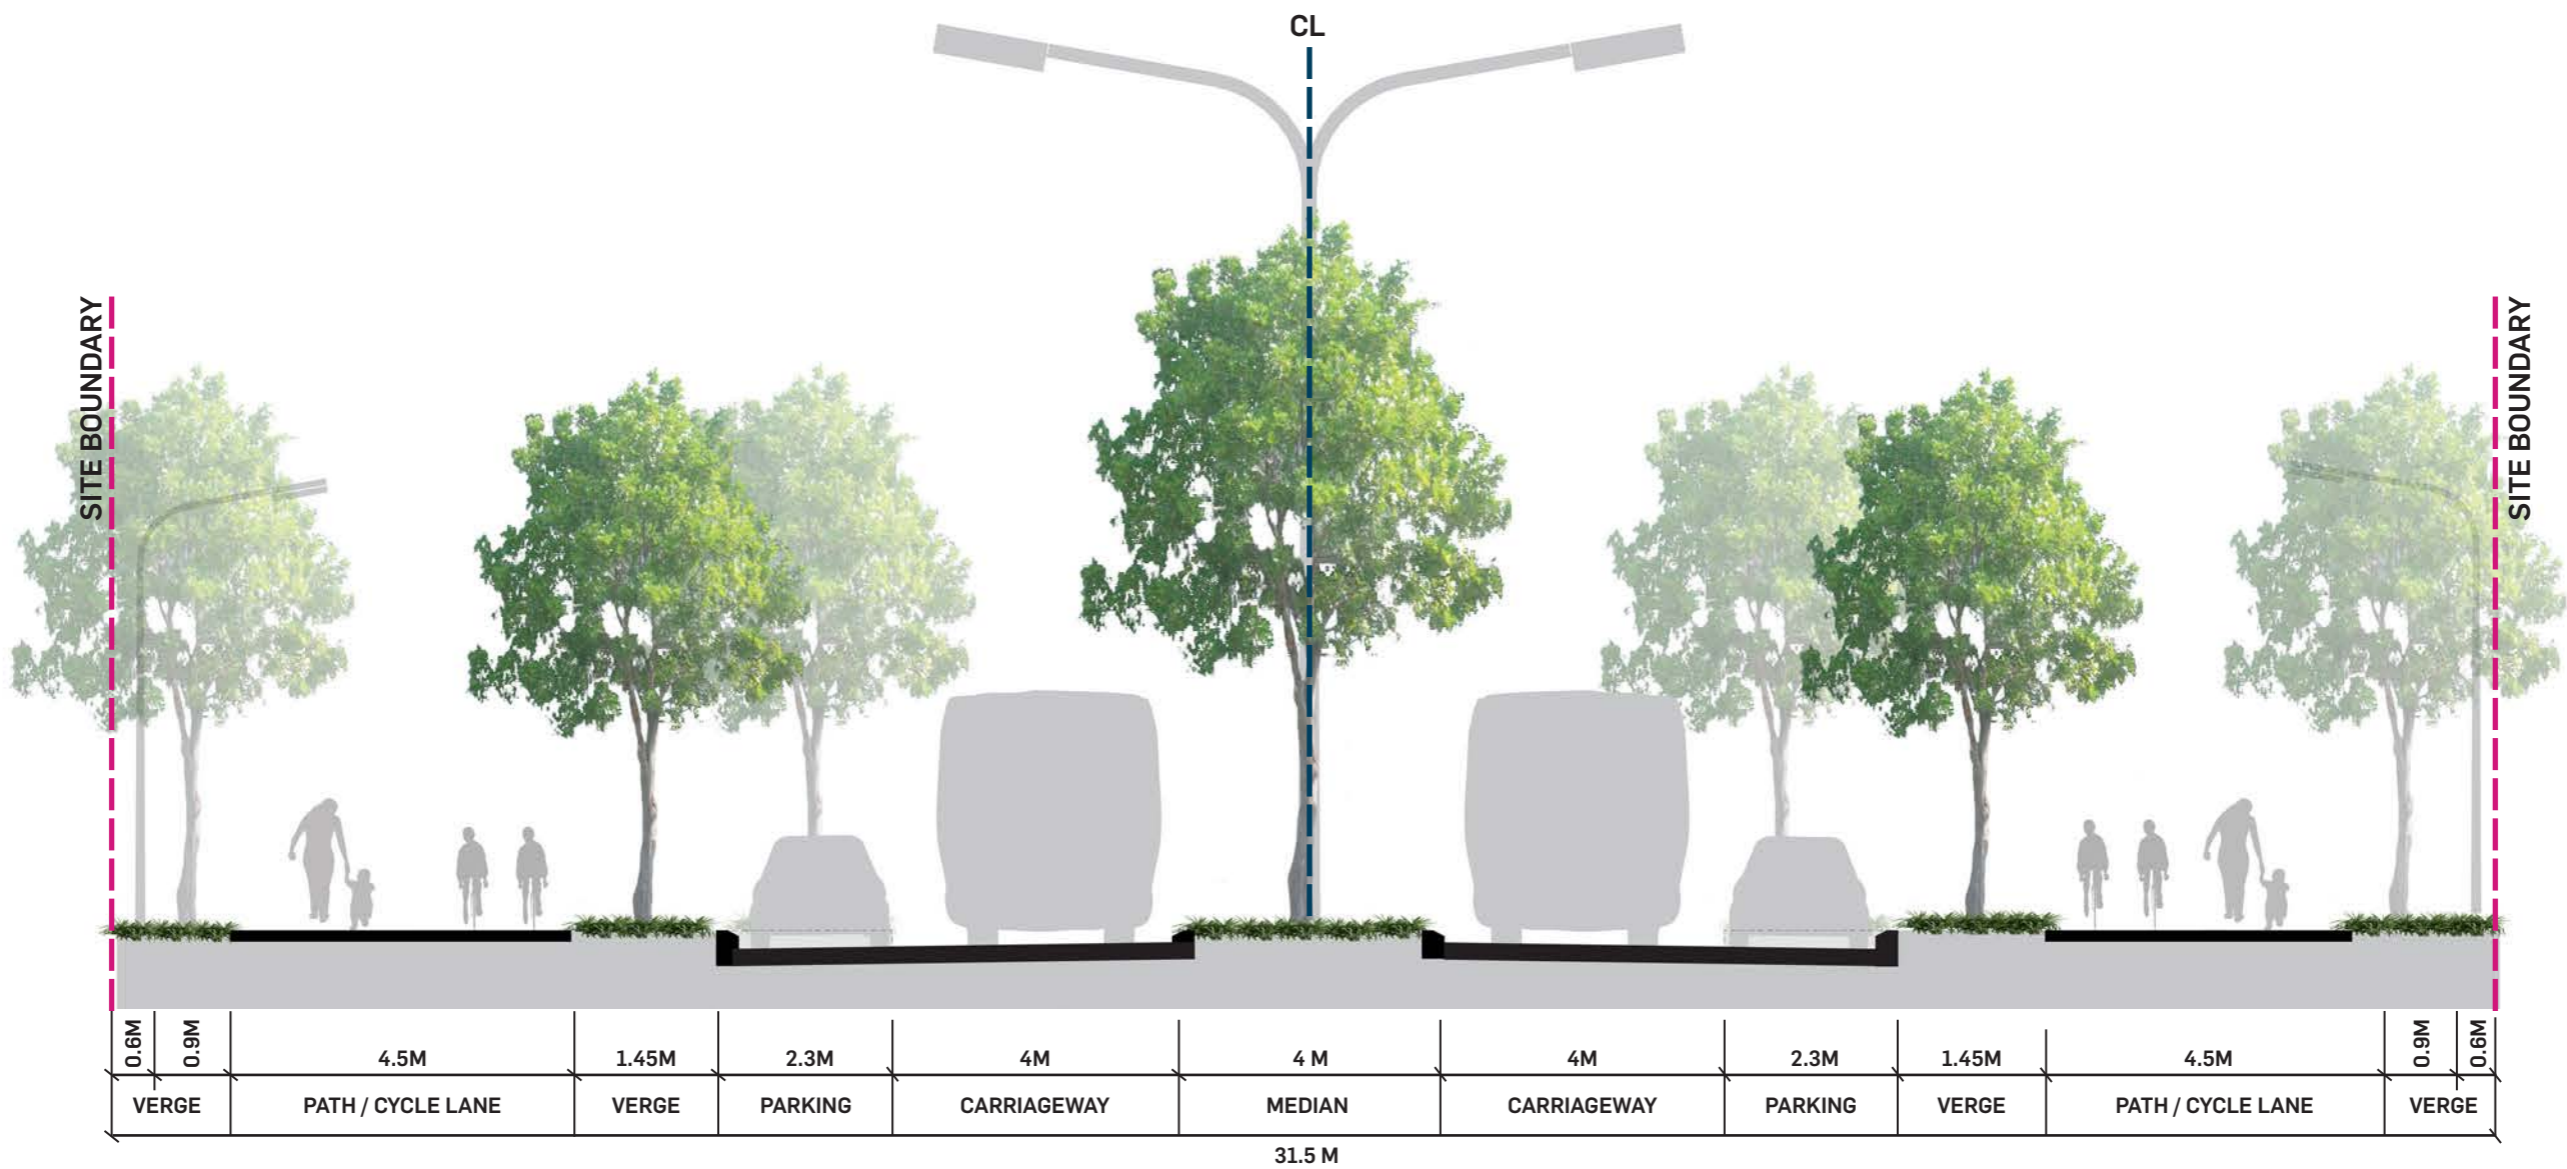 CL
SITE BOUNDARY
SITE BOUNDARY
0.6M 0.9M 4.5M 1.45M 2.3M 4M 4 M 4M 2.3M 1.45M 4.5M 0.9M 0.6M
VERGE PATH / CYCLE LANE VERGE PARKING CARRIAGEWAY MEDIAN CARRIAGEWAY PARKING VERGE PATH / CYCLE LANE VERGE
31.5 M